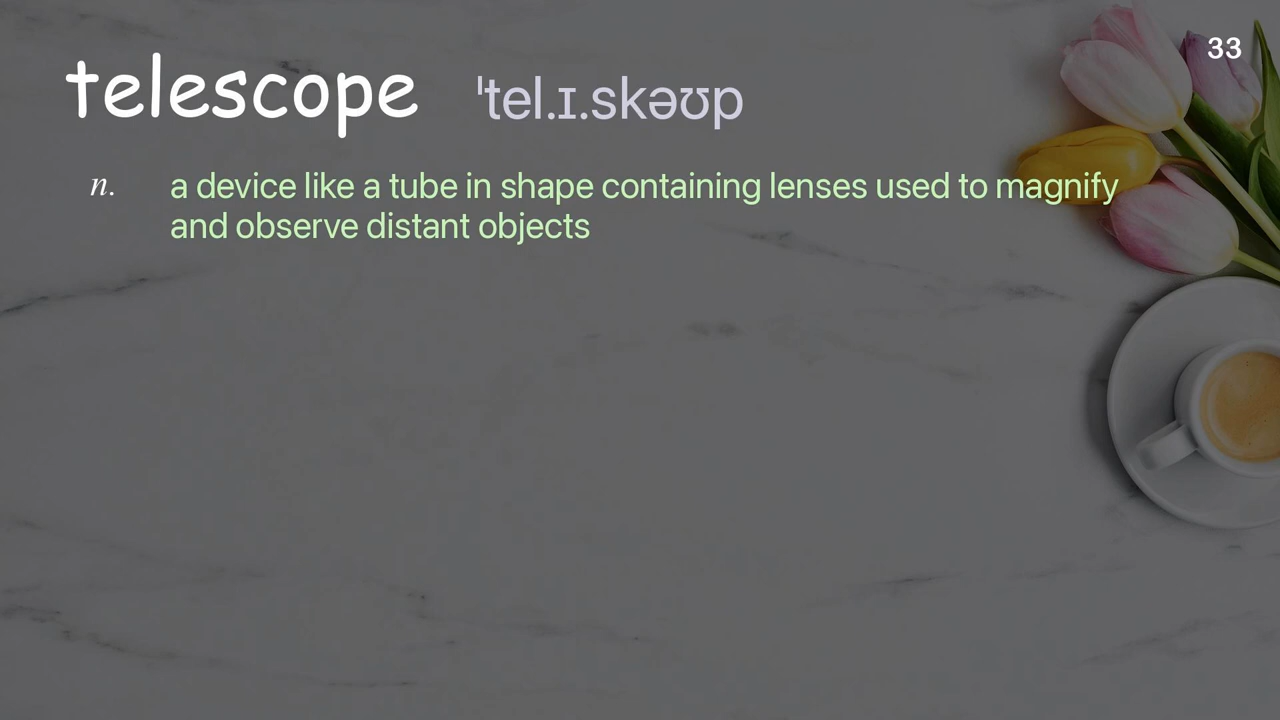 33
telescope ˈtel.ɪ.skəʊp
n. a device like a tube in shape containing lenses used to magnify
and observe distant objects